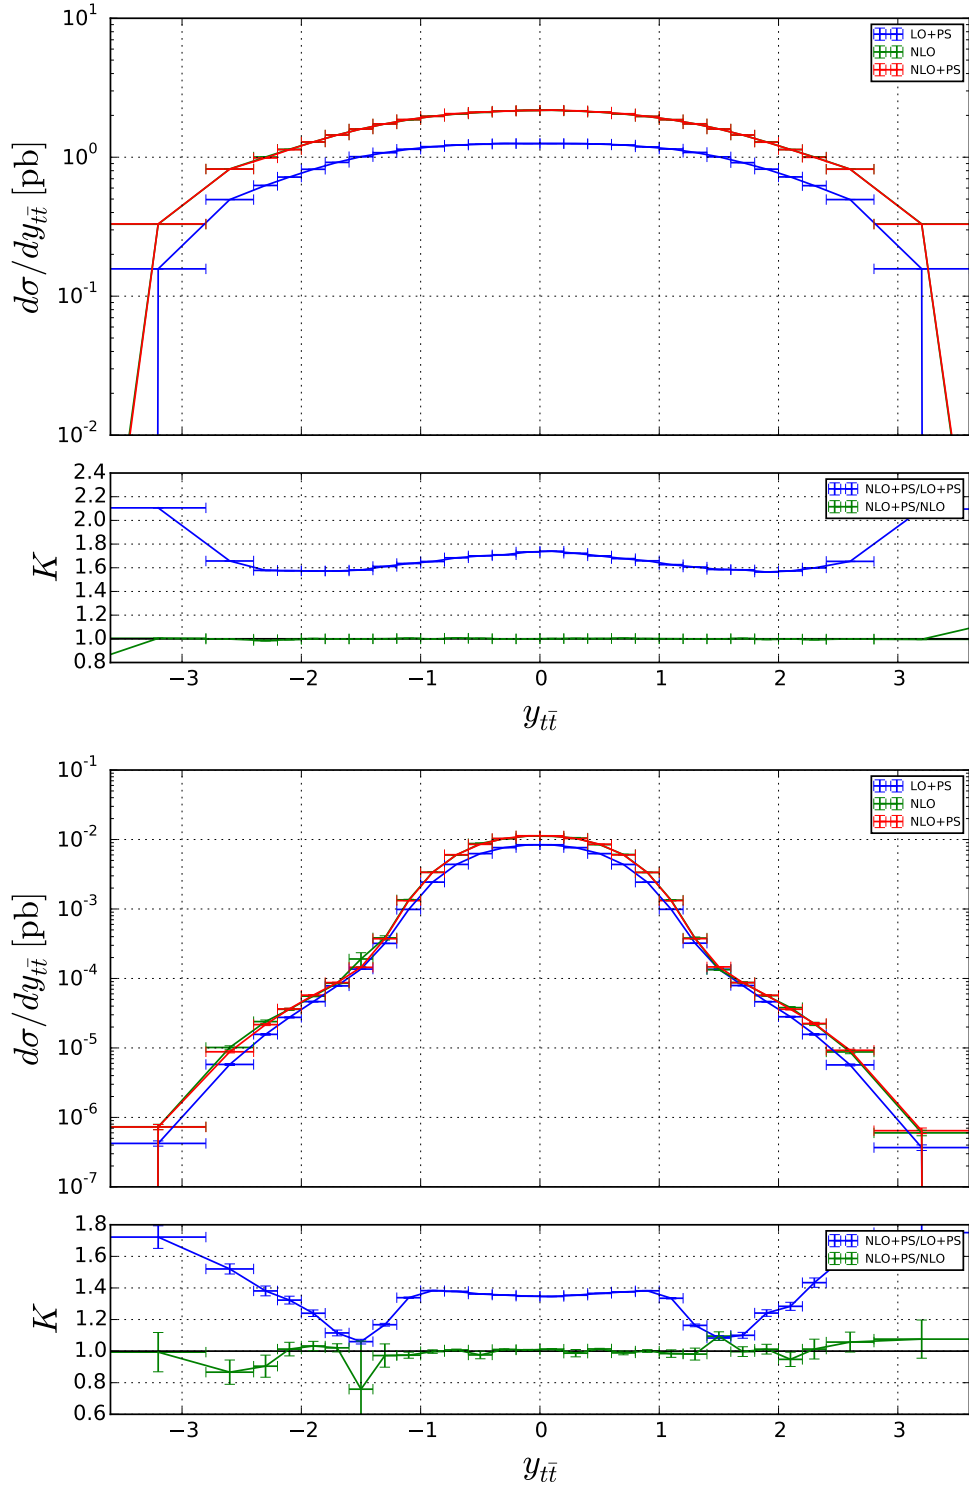 10^1
10^0
10^-1
10^-2
dσ/dy_{tt̄} [pb]
LO+PS
NLO
NLO+PS
2.4
2.2
2.0
1.8
1.6
1.4
1.2
1.0
0.8
K
NLO+PS/LO+PS
NLO+PS/NLO
−3 −2 −1 0 1 2 3
y_{tt̄}
10^-1
10^-2
10^-3
10^-4
10^-5
10^-6
10^-7
dσ/dy_{tt̄} [pb]
LO+PS
NLO
NLO+PS
1.8
1.6
1.4
1.2
1.0
0.8
0.6
K
NLO+PS/LO+PS
NLO+PS/NLO
−3 −2 −1 0 1 2 3
y_{tt̄}